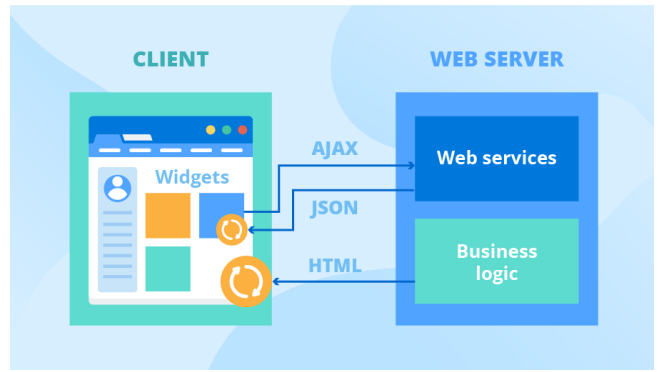 CLIENT
WEB SERVER
Widgets
AJAX
JSON
HTML
Web services
Business
logic